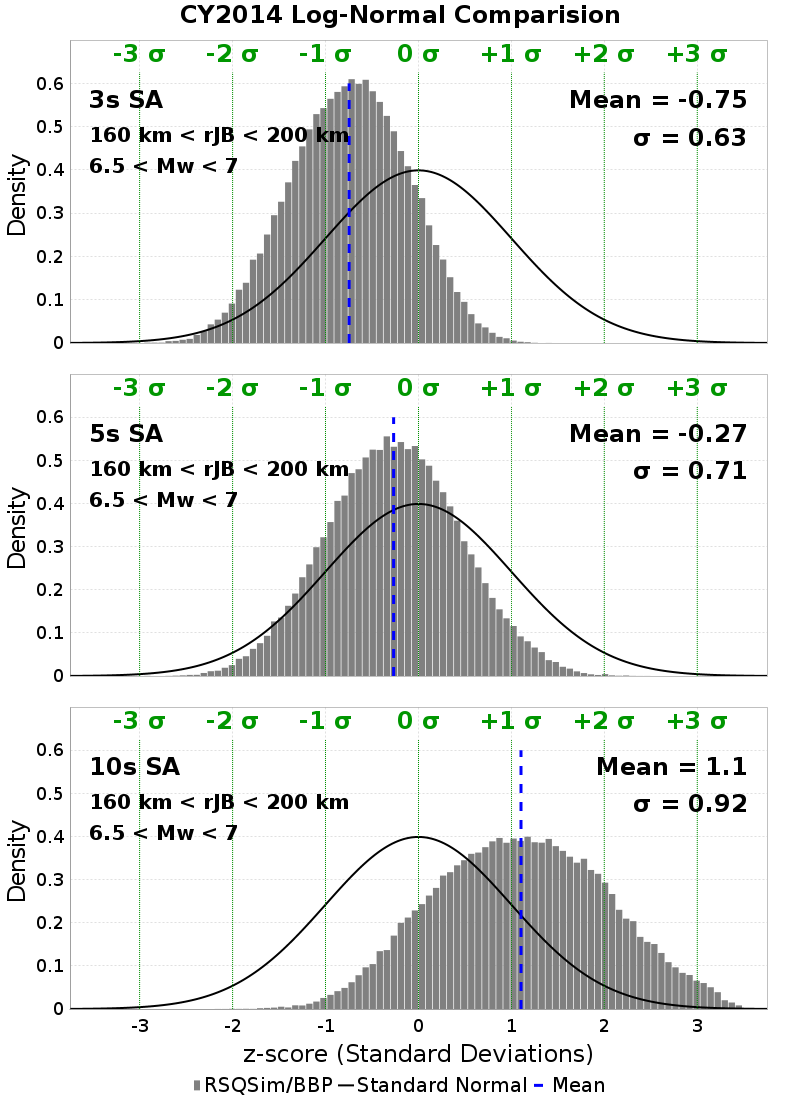 CY2014 Log-Normal Comparision
-3 σ -2 σ -1 σ 0 σ +1 σ +2 σ +3 σ
3s SA
160 km < rJB < 200 km
6.5 < Mw < 7
Mean = -0.75
σ = 0.63
Density
0.6
0.5
0.4
0.3
0.2
0.1
0
-3 σ -2 σ -1 σ 0 σ +1 σ +2 σ +3 σ
5s SA
160 km < rJB < 200 km
6.5 < Mw < 7
Mean = -0.27
σ = 0.71
Density
0.6
0.5
0.4
0.3
0.2
0.1
0
-3 σ -2 σ -1 σ 0 σ +1 σ +2 σ +3 σ
10s SA
160 km < rJB < 200 km
6.5 < Mw < 7
Mean = 1.1
σ = 0.92
Density
0.6
0.5
0.4
0.3
0.2
0.1
0
-3 -2 -1 0 1 2 3
z-score (Standard Deviations)
RSQSim/BBP Standard Normal Mean